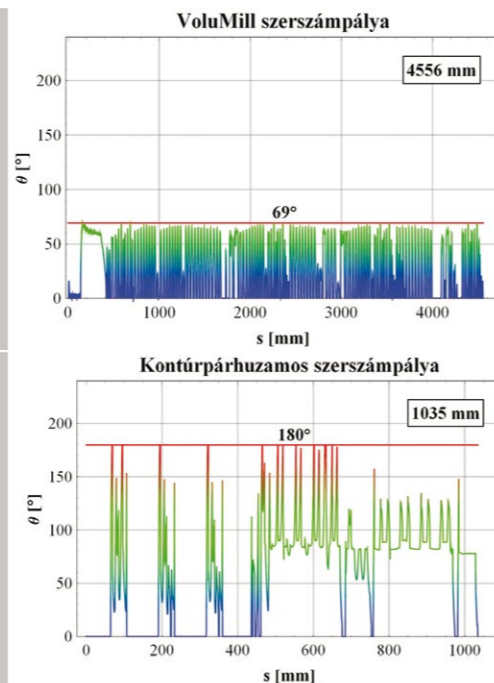 VoluMill szerszámpálya
4556 mm
200
150
100
50
0
θ [°]
69°
0 1000 2000 3000 4000
s [mm]
Kontúrpárhuzamos szerszámpálya
1035 mm
200
150
100
50
0
θ [°]
180°
0 200 400 600 800 1000
s [mm]